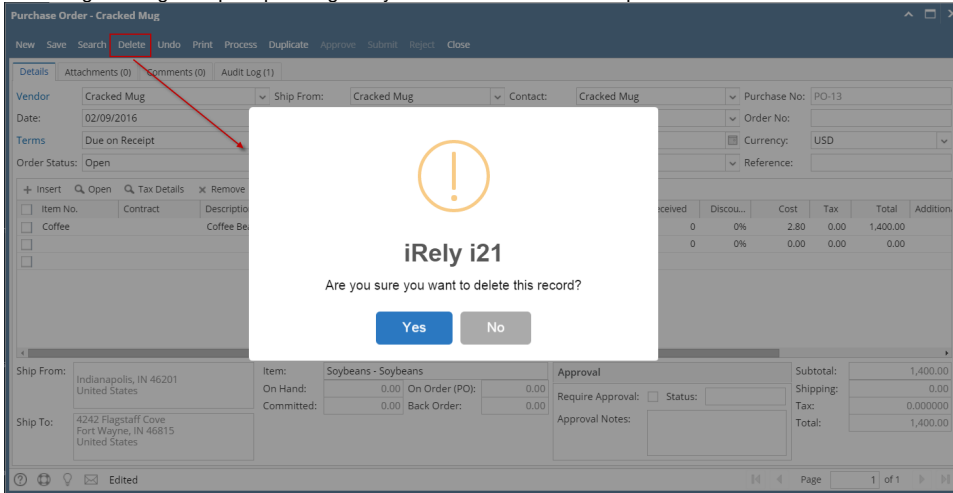 Purchase Order - Cracked Mug
New Save Search Delete Undo Print Process Duplicate Approve Submit Reject Close
Details Attachments (0) Comments (0) Audit Log (1)
Vendor Cracked Mug Ship From: Cracked Mug Contact: Cracked Mug Purchase No: PO-13
Date: 02/09/2016 Order No:
Terms Due on Receipt Currency: USD
Order Status: Open Reference:
+ Insert Open Tax Details Remove
Item No. Contract Discou... Cost Tax Total
Coffee Coffee 0 0% 2.80 0.00 1,400.00
0 0% 0.00 0.00 0.00
iRely i21
Are you sure you want to delete this record?
Yes No
Ship From: Indianapolis, IN 46201
United States
Ship To: 4242 Flagstaff Cove
Fort Wayne, IN 46815
United States
Item: Soybeans - Soybeans
On Hand: 0.00 On Order (PO): 0.00
Committed: 0.00 Back Order: 0.00
Approval
Require Approval: Status:
Approval Notes:
Subtotal: 1,400.00
Shipping: 0.00
Tax: 0.000000
Total: 1,400.00
Edited Page 1 of 1